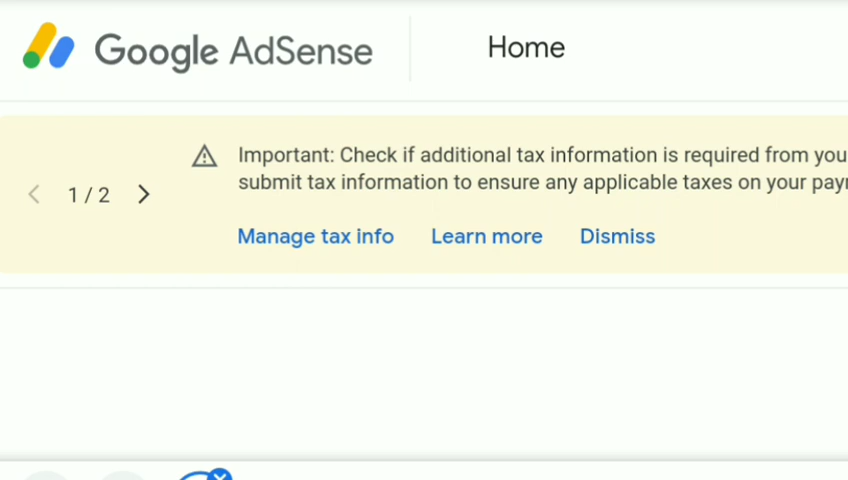 Google AdSense
Home
Important: Check if additional tax information is required from you
submit tax information to ensure any applicable taxes on your
1 / 2
Manage tax info
Learn more
Dismiss